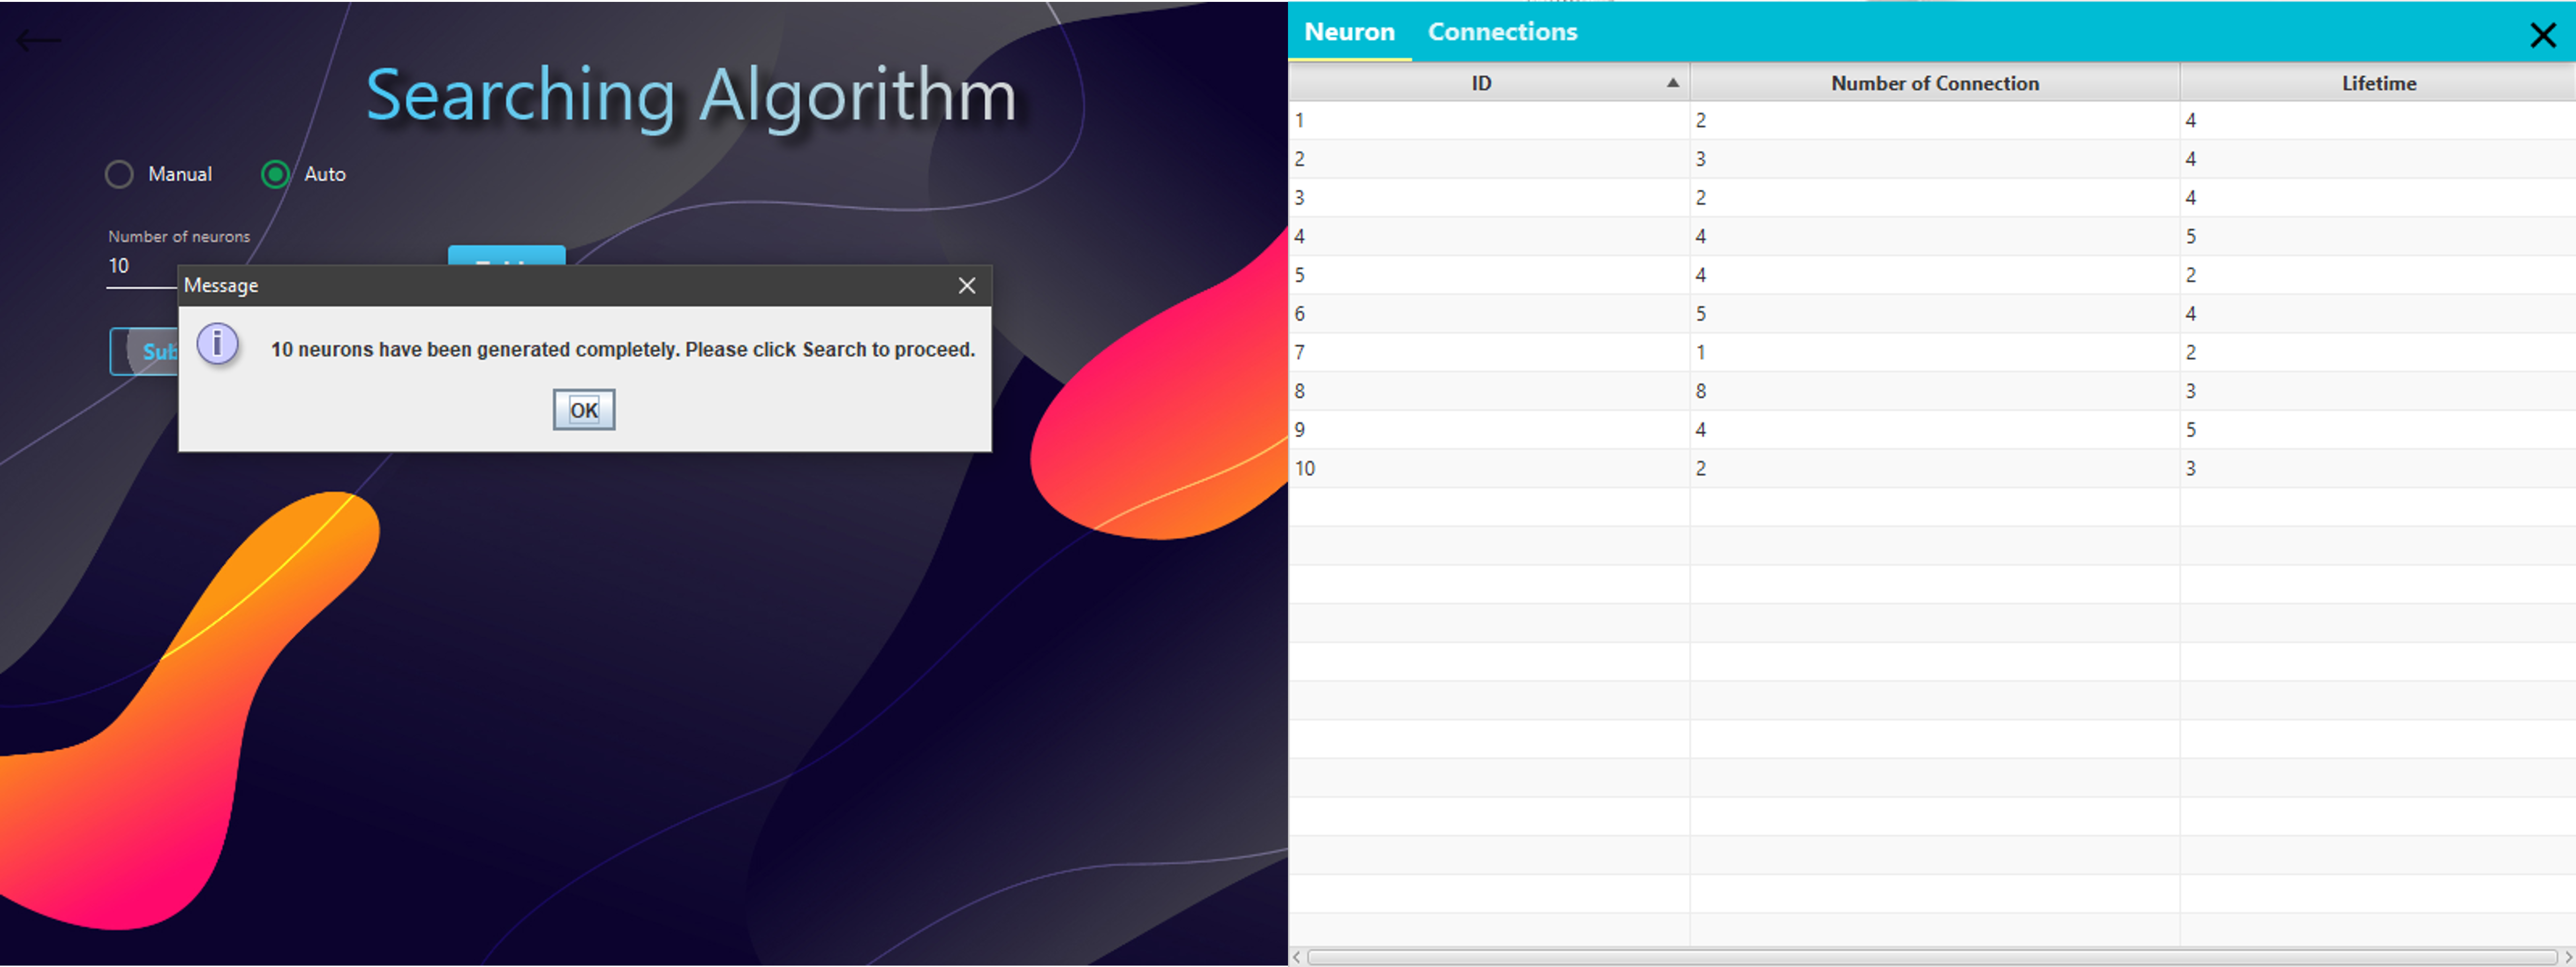 Searching Algorithm
Manual
Auto
Number of neurons
10
Message
10 neurons have been generated completely. Please click Search to proceed.
OK
Neuron Connections
ID Number of Connection Lifetime
1 2 4
2 3 4
3 2 4
4 4 5
5 4 2
6 5 4
7 1 2
8 8 3
9 4 5
10 2 3